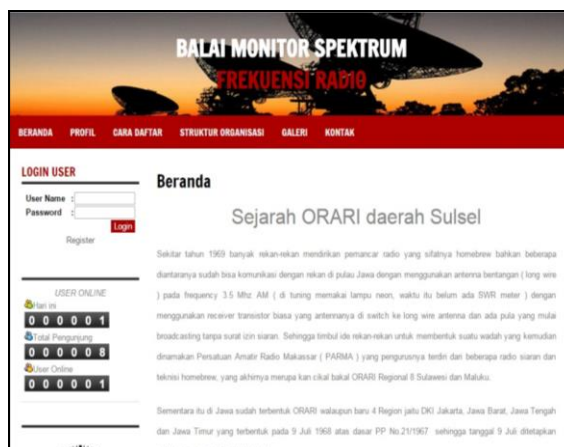 BALAI MONITOR SPEKTRUM
FREKUENSI RADIO
BERANDA PROFIL CARA DAFTAR STRUKTUR ORGANISASI GALERI KONTAK
LOGIN USER
User Name :
Password :
Login
Register
USER ONLINE
Hari ini
0 0 0 0 0 1
Total Pengunjung
0 0 0 0 0 8
User Online
0 0 0 0 0 1
Beranda
Sejarah ORARI daerah Sulsel
Sekitar tahun 1969 banyak rekan-rekan mendirikan pemancar radio yang sifatnya homebrew bahkan beberapa
diantaranya sudah bisa komunikasi dengan rekan di pulau Jawa dengan menggunakan antenna bentangan ( long wire
) pada frequency 3.5 Mhz AM ( di tuning memakai lampu neon, waktu itu belum ada SWR meter ) dengan
menggunakan receiver transistor biasa yang antennanya di switch ke long wire antenna dan ada pula yang mulai
broadcasting tanpa surat izin siaran. Sehingga timbul ide rekan-rekan untuk membentuk suatu wadah yang kemudian
dinamakan Persatuan Amatir Radio Makassar ( PARMA ) yang pengurusnya terdiri dari beberapa radio siaran dan
teknisi homebrew, yang akhirnya merupa kan cikal bakal ORARI Regional 8 Sulawesi dan Maluku.
Sementara itu di Jawa sudah terbentuk ORARI walaupun baru 4 Region jaitu DKI Jakarta, Jawa Barat, Jawa Tengah
dan Jawa Timur yang terbentuk pada 9 Juli 1968 atas dasar PP No.21/1967 sehingga tanggal 9 Juli ditetapkan